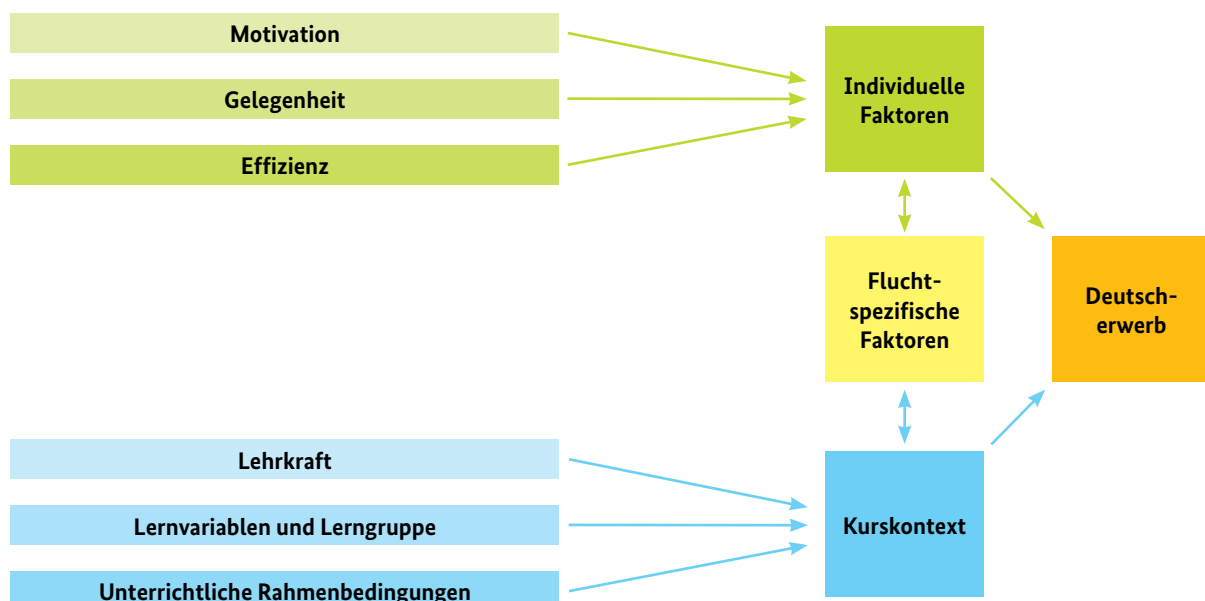 Motivation
Gelegenheit
Effizienz
Individuelle
Faktoren
Flucht-
spezifische
Faktoren
Deutsch-
erwerb
Lehrkraft
Lernvariablen und Lerngruppe
Unterrichtliche Rahmenbedingungen
Kurskontext